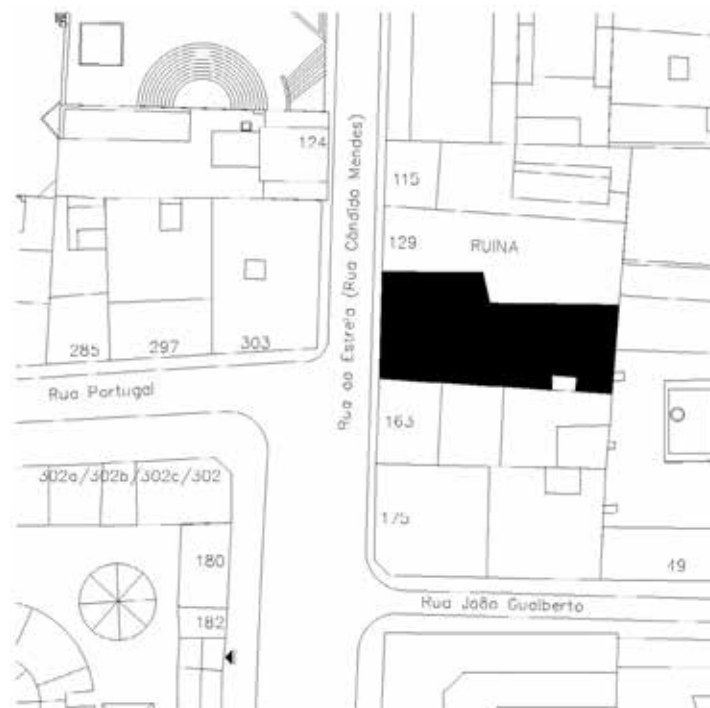 124
115
129 RUINA
Rua da Estrela (Rua Cândido Mendes)
285 297 303
Rua Portugal
163
302a/302b/302c/302
175
180
49
Rua João Gualberto
182